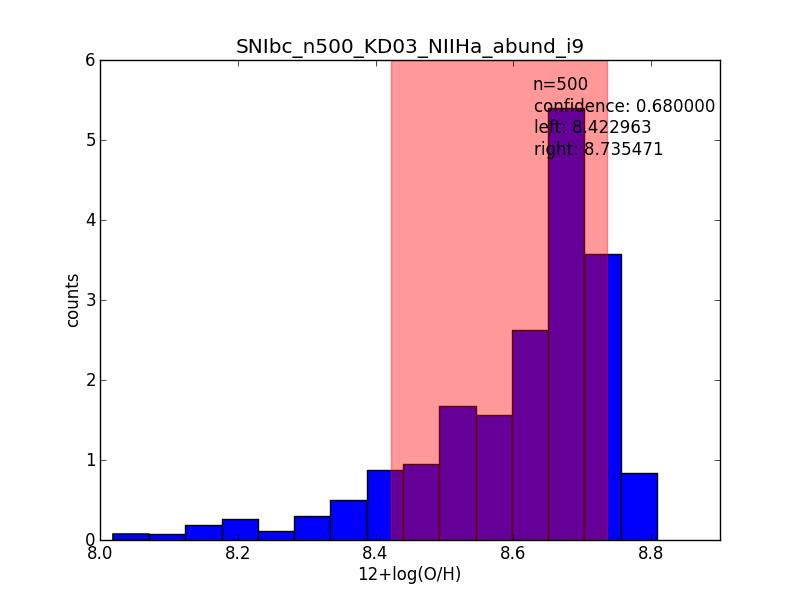 SNIbc_n500_KD03_NIIHa_abund_i9
6
n=500
confidence: 0.680000
5
left: 8.422963
right: 8.735471
4
counts
3
2
1
0
8.0 8.2 8.4 8.6 8.8
12+log(O/H)